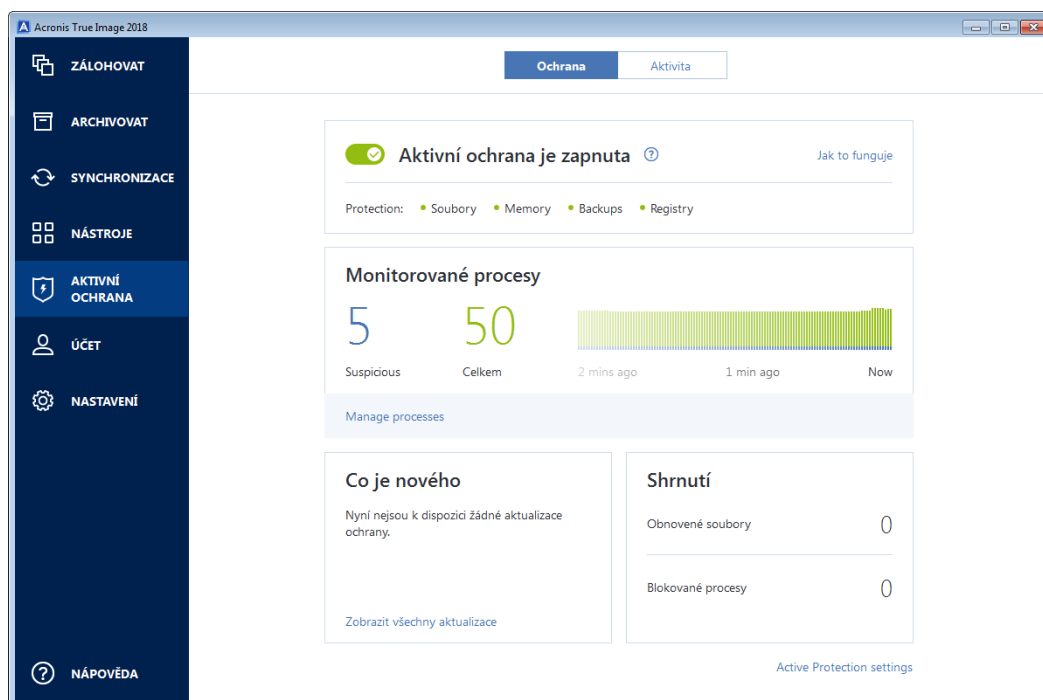 Acronis True Image 2018
ZÁLOHOVAT
ARCHIVOVAT
SYNCHRONIZACE
NÁSTROJE
AKTIVNÍ
OCHRANA
ÚČET
NASTAVENÍ
NÁPOVĚDA
Ochrana Aktivita
Aktivní ochrana je zapnuta ? Jak to funguje
Protection: • Soubory • Memory • Backups • Registry
Monitorované procesy
5 50
Suspicious Celkem 2 mins ago 1 min ago Now
Manage processes
Co je nového
Nyní nejsou k dispozici žádné aktualizace
ochrany.
Zobrazit všechny aktualizace
Shrnutí
Obnovené soubory 0
Blokované procesy 0
Active Protection settings